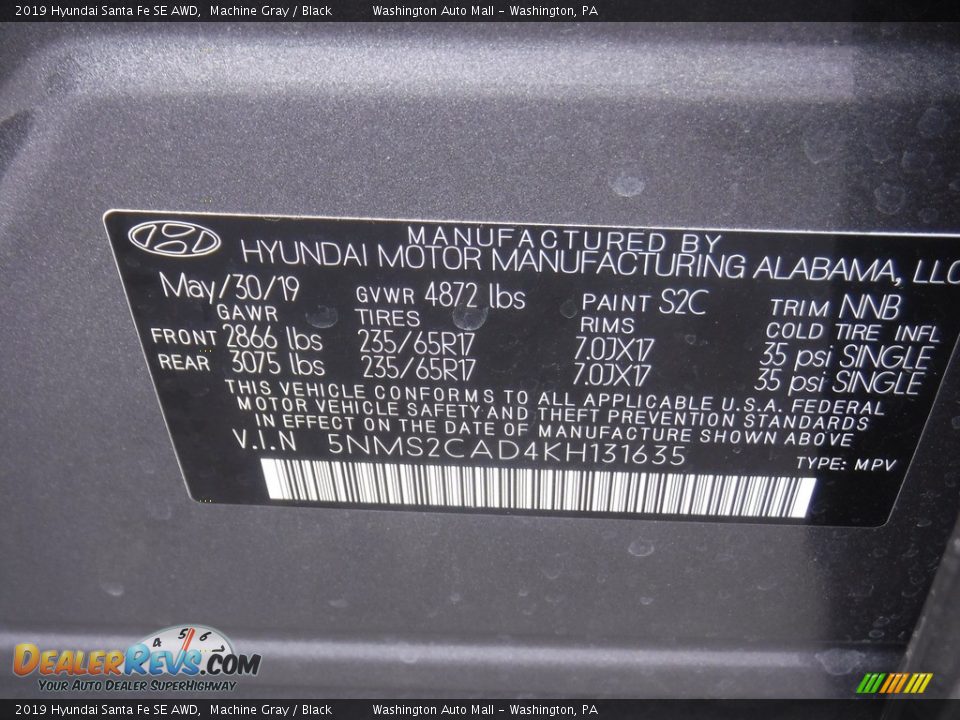 2019 Hyundai Santa Fe SE AWD, Machine Gray / Black Washington Auto Mall - Washington, PA
MANUFACTURED BY
HYUNDAI MOTOR MANUFACTURING ALABAMA, LLC
May/30/19 GVWR 4872 lbs PAINT S2C TRIM NNB
GAWR TIRES RIMS COLD TIRE INFL
FRONT 2866 lbs 235/65R17 7.0JX17 35 psi SINGLE
REAR 3075 lbs 235/65R17 7.0JX17 35 psi SINGLE
THIS VEHICLE CONFORMS TO ALL APPLICABLE U.S.A. FEDERAL
MOTOR VEHICLE SAFETY AND THEFT PREVENTION STANDARDS
IN EFFECT ON THE DATE OF MANUFACTURE SHOWN ABOVE
V.I.N 5NMS2CAD4KH131635
TYPE: MPV
4 5 6
DEALERREVS.COM
YOUR AUTO DEALER SUPERHIGHWAY
2019 Hyundai Santa Fe SE AWD, Machine Gray / Black Washington Auto Mall - Washington, PA